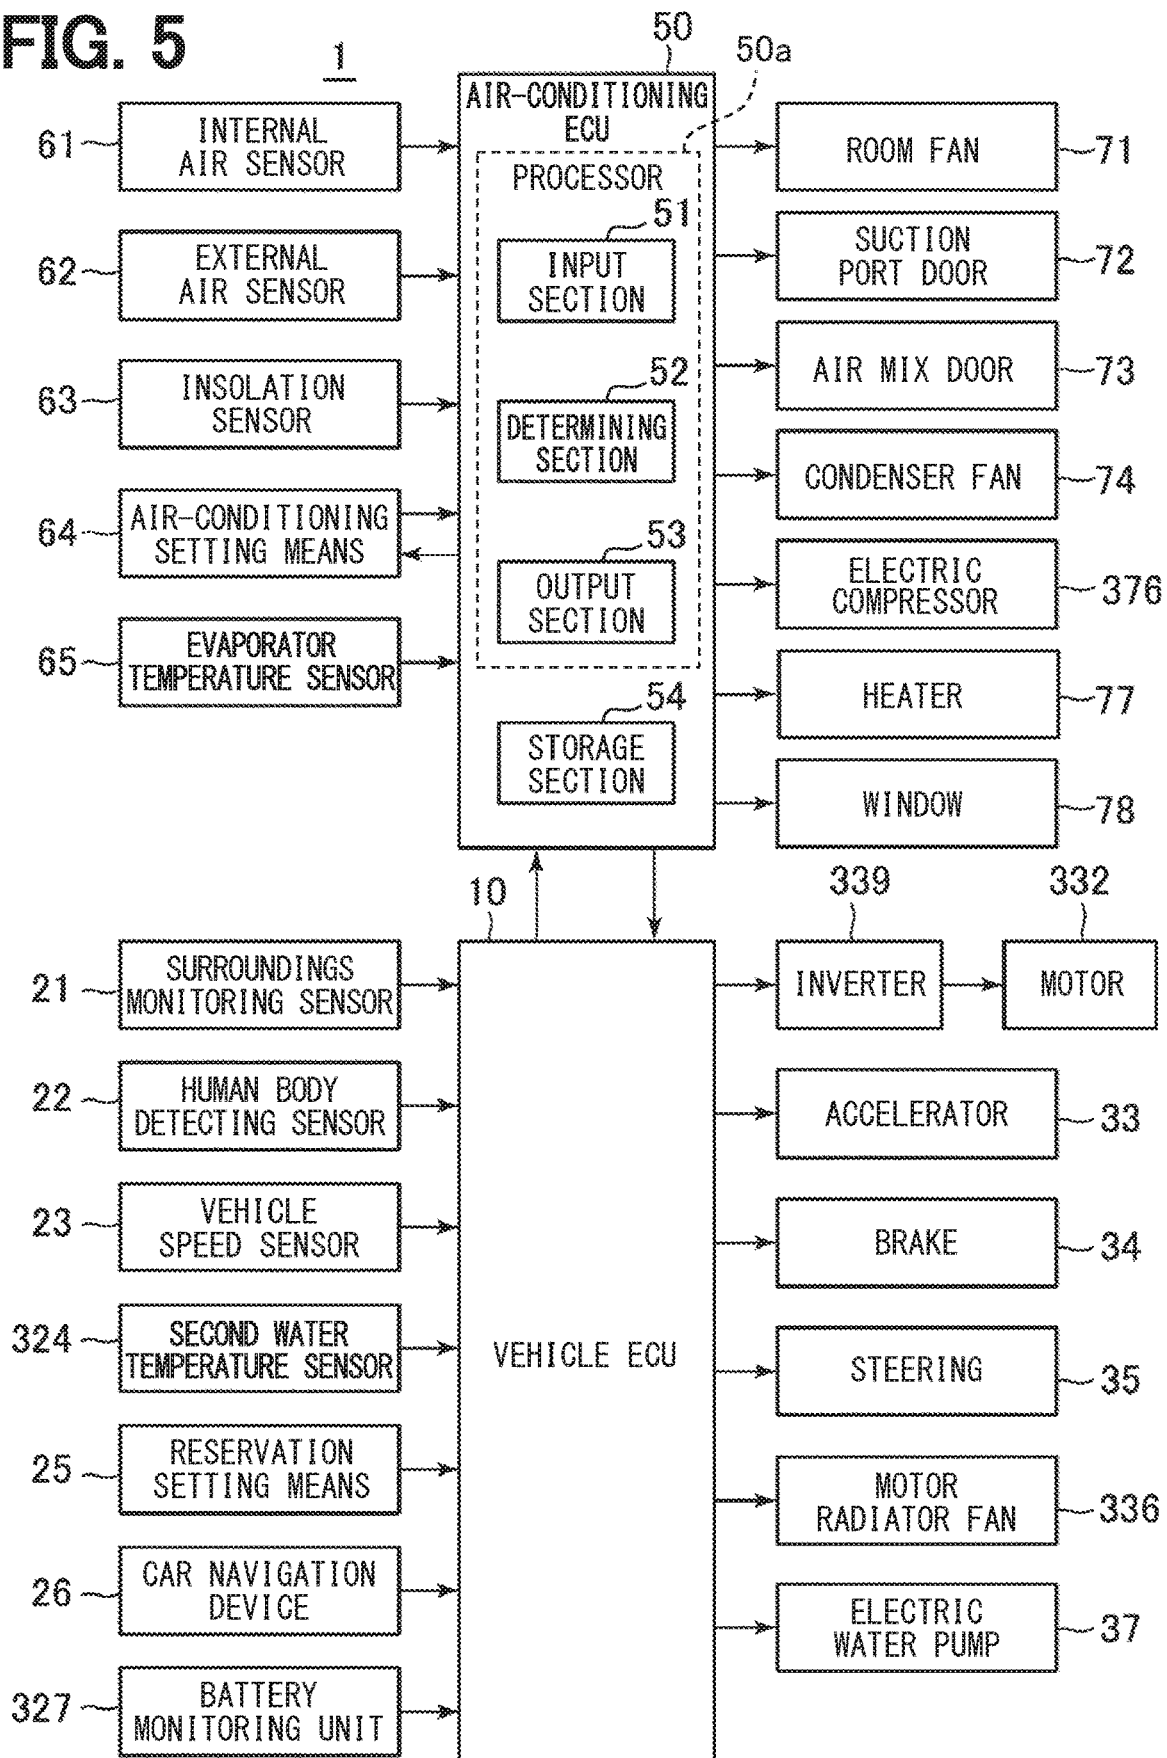 FIG. 5
1
50
50a
AIR-CONDITIONING
ECU
PROCESSOR
51
INPUT
SECTION
52
DETERMINING
SECTION
53
OUTPUT
SECTION
54
STORAGE
SECTION
61
INTERNAL
AIR SENSOR
62
EXTERNAL
AIR SENSOR
63
INSOLATION
SENSOR
64
AIR-CONDITIONING
SETTING MEANS
65
EVAPORATOR
TEMPERATURE SENSOR
ROOM FAN
71
SUCTION
PORT DOOR
72
AIR MIX DOOR
73
CONDENSER FAN
74
ELECTRIC
COMPRESSOR
376
HEATER
77
WINDOW
78
10
VEHICLE ECU
21
SURROUNDINGS
MONITORING SENSOR
22
HUMAN BODY
DETECTING SENSOR
23
VEHICLE
SPEED SENSOR
324
SECOND WATER
TEMPERATURE SENSOR
25
RESERVATION
SETTING MEANS
26
CAR NAVIGATION
DEVICE
327
BATTERY
MONITORING UNIT
339
INVERTER
332
MOTOR
ACCELERATOR
33
BRAKE
34
STEERING
35
MOTOR
RADIATOR FAN
336
ELECTRIC
WATER PUMP
37